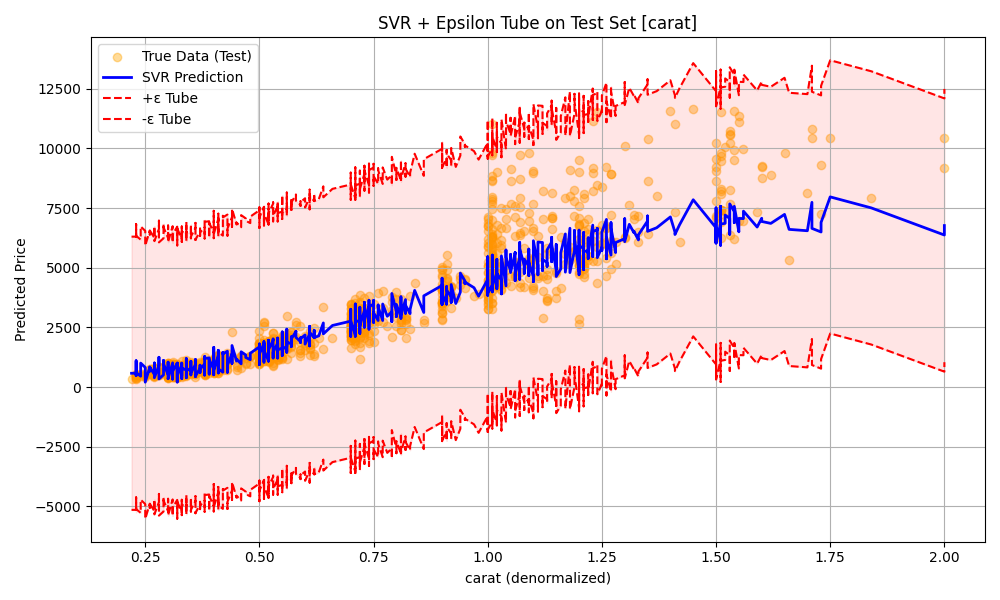 SVR + Epsilon Tube on Test Set [carat]
True Data (Test)
SVR Prediction
+ε Tube
-ε Tube
12500
10000
7500
5000
2500
0
−2500
−5000
Predicted Price
0.25 0.50 0.75 1.00 1.25 1.50 1.75 2.00
carat (denormalized)